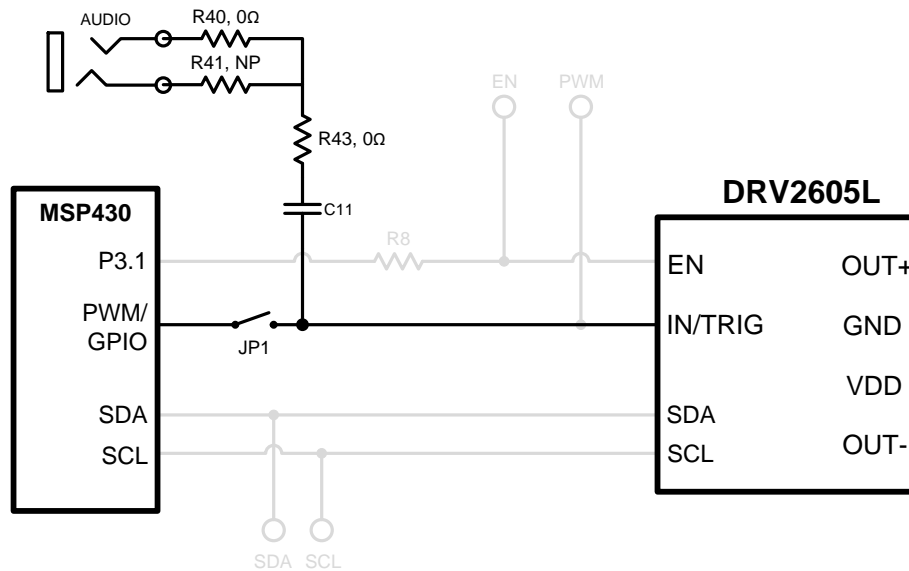 AUDIO
R40, 0Ω
R41, NP
EN
PWM
R43, 0Ω
C11
MSP430
DRV2605L
P3.1
R8
EN
OUT+
PWM/
GPIO
JP1
IN/TRIG
GND
VDD
SDA
SDA
SCL
SCL
OUT-
SDA
SCL